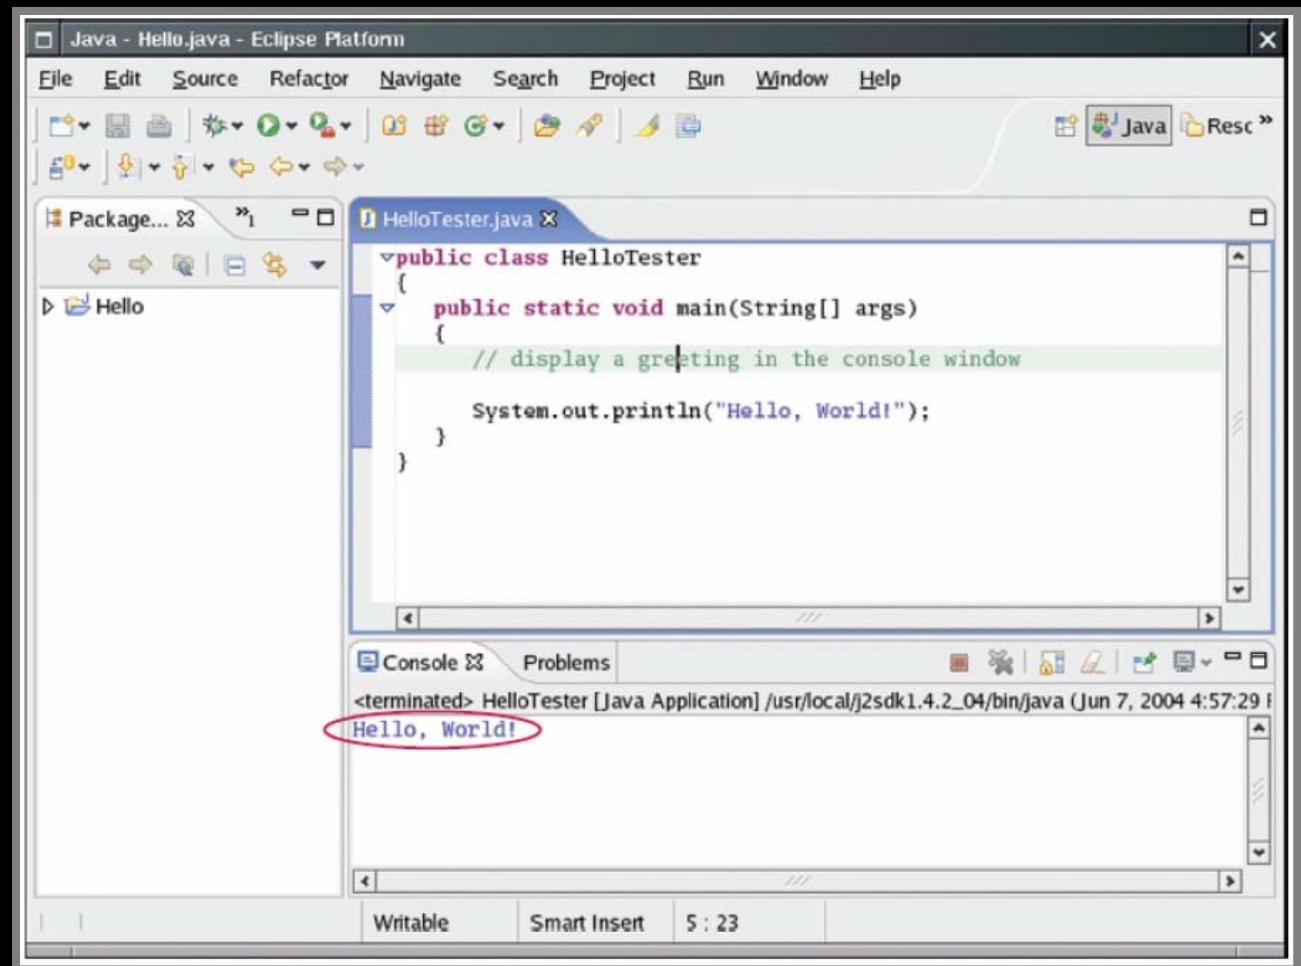 Java - Hello.java - Eclipse Platform
File Edit Source Refactor Navigate Search Project Run Window Help
Java Resc »
Package... »1
HelloTester.java
Hello
public class HelloTester
{
public static void main(String[] args)
{
// display a greeting in the console window
System.out.println("Hello, World!");
}
}
Console Problems
<terminated> HelloTester [Java Application] /usr/local/j2sdk1.4.2_04/bin/java (Jun 7, 2004 4:57:29
Hello, World!
Writable Smart Insert 5 : 23